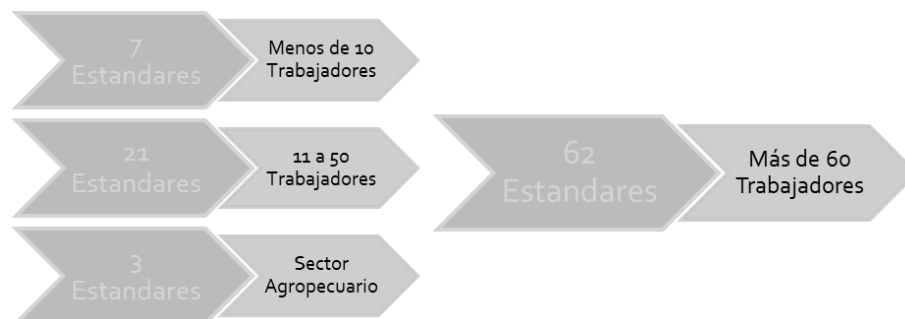 7
Estandares
Menos de 10
Trabajadores
21
Estandares
11 a 50
Trabajadores
3
Estandares
Sector
Agropecuario
62
Estandares
Más de 60
Trabajadores